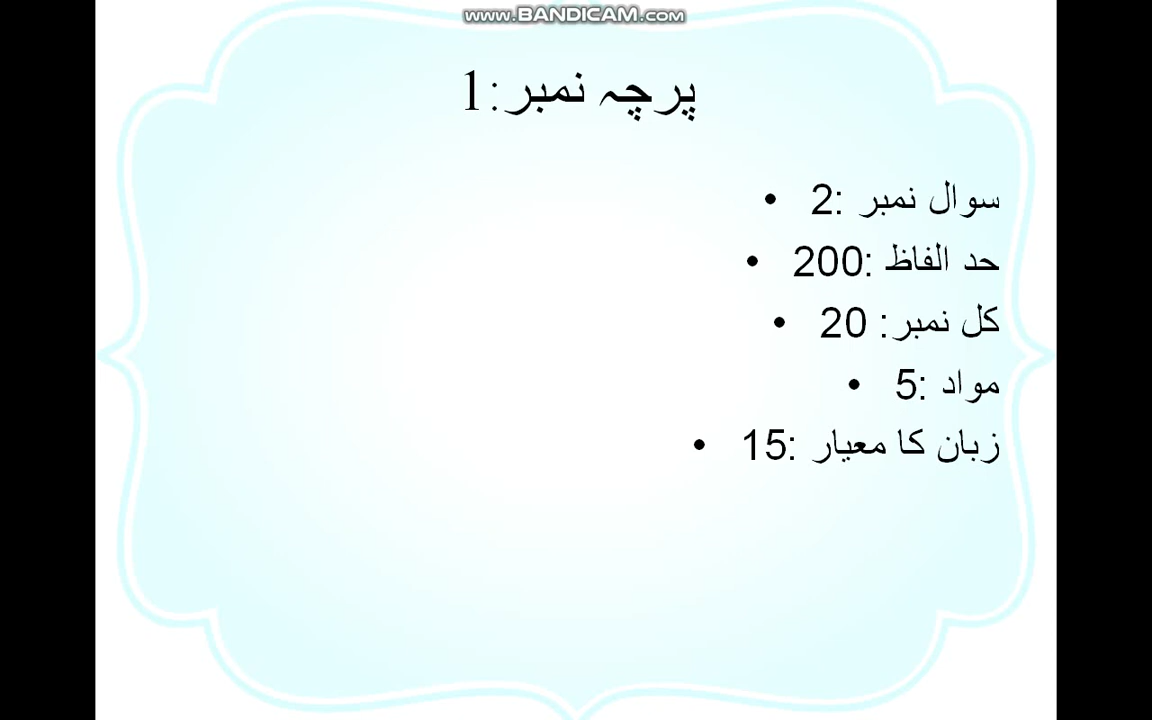 www.BANDICAM.com
پرچہ نمبر:1
سوال نمبر :2
حد الفاظ :200
کل نمبر: 20
مواد :5
زبان کا معیار :15